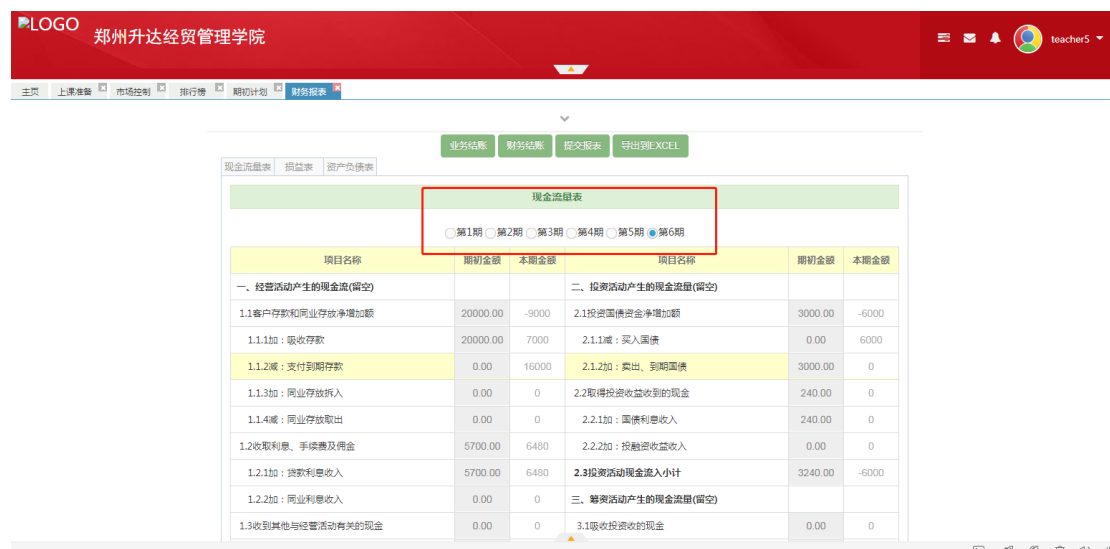 LOGO
郑州升达经贸管理学院
teacher5
主页 上课准备 市场控制 排行榜 期初计划 财务报表
业务结账 财务结账 提交报表 导出到EXCEL
现金流量表 损益表 资产负债表
现金流量表
第1期 第2期 第3期 第4期 第5期 第6期
项目名称 期初金额 本期金额 项目名称 期初金额 本期金额
一、经营活动产生的现金流(留空) 二、投资活动产生的现金流量(留空)
1.1客户存款和同业存放净增加额 20000.00 -9000 2.1投资国债资金净增加额 3000.00 -6000
1.1.1加：吸收存款 20000.00 7000 2.1.1减：买入国债 0.00 6000
1.1.2减：支付到期存款 0.00 16000 2.1.2加：卖出、到期国债 3000.00 0
1.1.3加：同业存放拆入 0.00 0 2.2取得投资收益收到的现金 240.00 0
1.1.4减：同业存放取出 0.00 0 2.2.1加：国债利息收入 240.00 0
1.2收取利息、手续费及佣金 5700.00 6480 2.2.2加：投融资收益收入 0.00 0
1.2.1加：贷款利息收入 5700.00 6480 2.3投资活动现金流入小计 3240.00 -6000
1.2.2加：同业利息收入 0.00 0 三、筹资活动产生的现金流量(留空)
1.3收到其他与经营活动有关的现金 0.00 0 3.1吸收投资收的现金 0.00 0